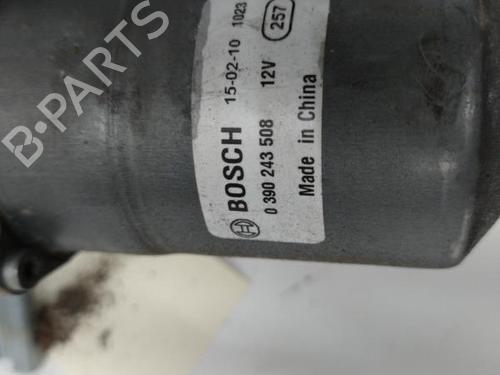 BOSCH 15-02-10 1023
0 390 243 508 12V 257
Made in China
B-PARTS